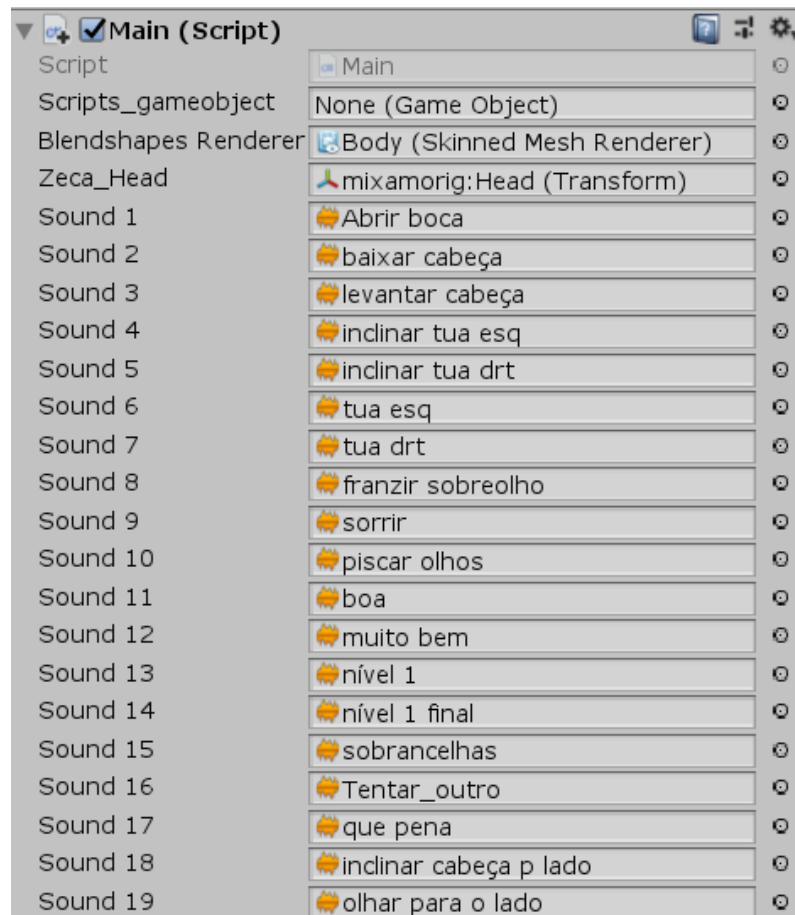 Main (Script)
Script Main
Scripts_gameobject None (Game Object)
Blendshapes Renderer Body (Skinned Mesh Renderer)
Zeca_Head mixamorig:Head (Transform)
Sound 1 Abrir boca
Sound 2 baixar cabeça
Sound 3 levantar cabeça
Sound 4 inclinar tua esq
Sound 5 inclinar tua drt
Sound 6 tua esq
Sound 7 tua drt
Sound 8 franzir sobreolho
Sound 9 sorrir
Sound 10 piscar olhos
Sound 11 boa
Sound 12 muito bem
Sound 13 nível 1
Sound 14 nível 1 final
Sound 15 sobrancelhas
Sound 16 Tentar_outro
Sound 17 que pena
Sound 18 inclinar cabeça p lado
Sound 19 olhar para o lado